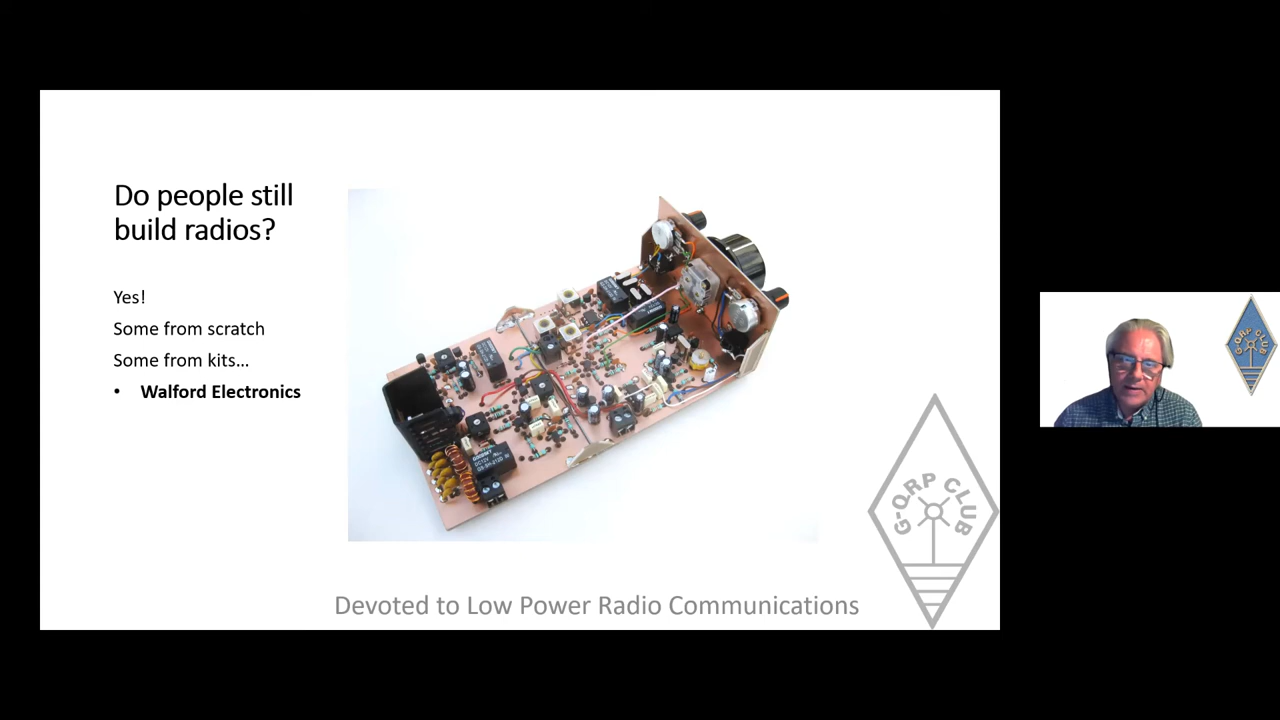 Do people still
build radios?
Yes!
Some from scratch
Some from kits...
• Walford Electronics
G-QRP CLUB
Devoted to Low Power Radio Communications
G-QRP CLUB